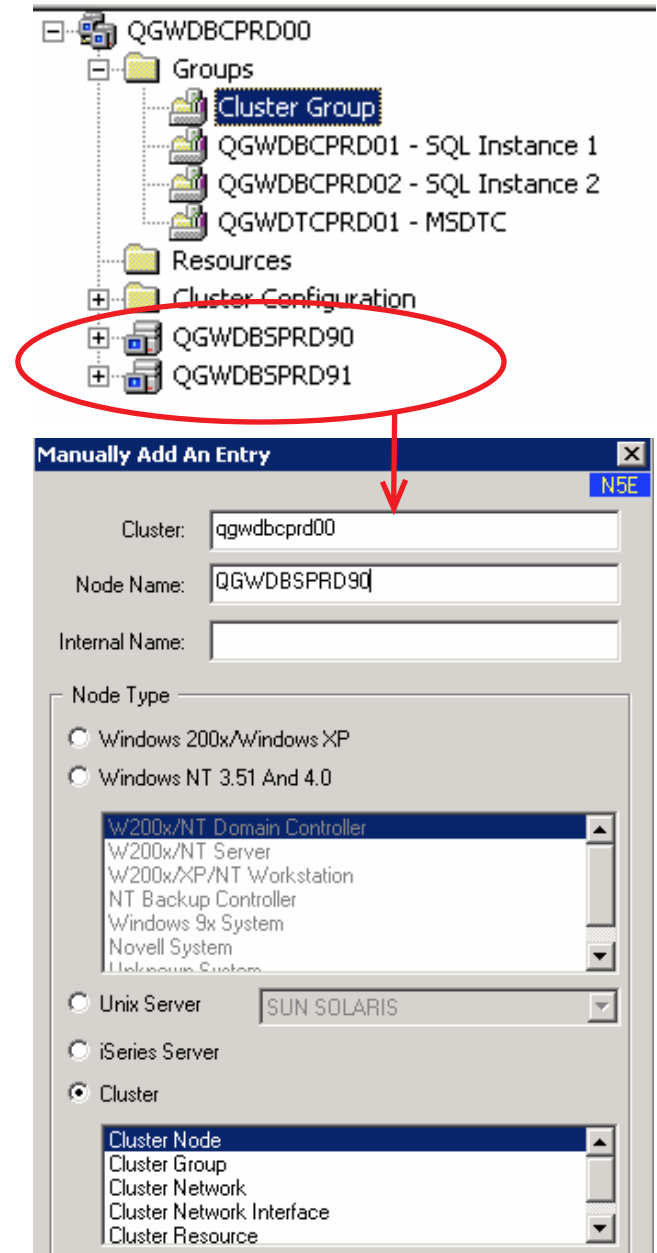 QGWDBCPRD00
Groups
Cluster Group
QGWDBCPRD01 - SQL Instance 1
QGWDBCPRD02 - SQL Instance 2
QGWDTCPRD01 - MSDTC
Resources
Cluster Configuration
QGWDBSPRD90
QGWDBSPRD91
Manually Add An Entry
N5E
Cluster: qgwdbcprd00
Node Name: QGWDBSPRD90
Internal Name:
Node Type
Windows 200x/Windows XP
Windows NT 3.51 And 4.0
W200x/NT Domain Controller
W200x/NT Server
W200x/XP/NT Workstation
NT Backup Controller
Windows 9x System
Novell System
Unknown System
Unix Server SUN SOLARIS
iSeries Server
Cluster
Cluster Node
Cluster Group
Cluster Network
Cluster Network Interface
Cluster Resource